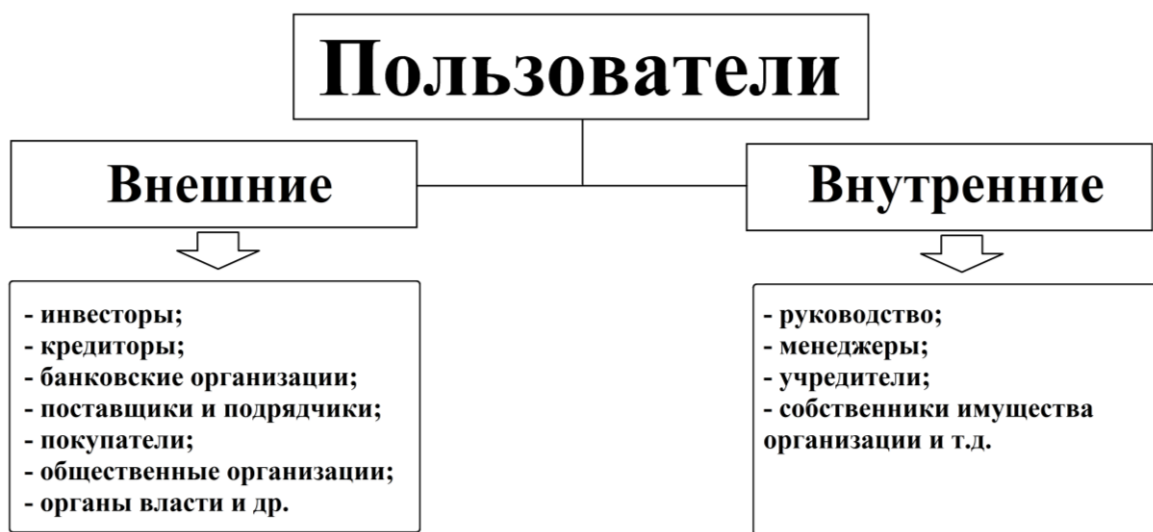 Пользователи
Внешние
- инвесторы;
- кредиторы;
- банковские организации;
- поставщики и подрядчики;
- покупатели;
- общественные организации;
- органы власти и др.
Внутренние
- руководство;
- менеджеры;
- учредители;
- собственники имущества
организации и т.д.